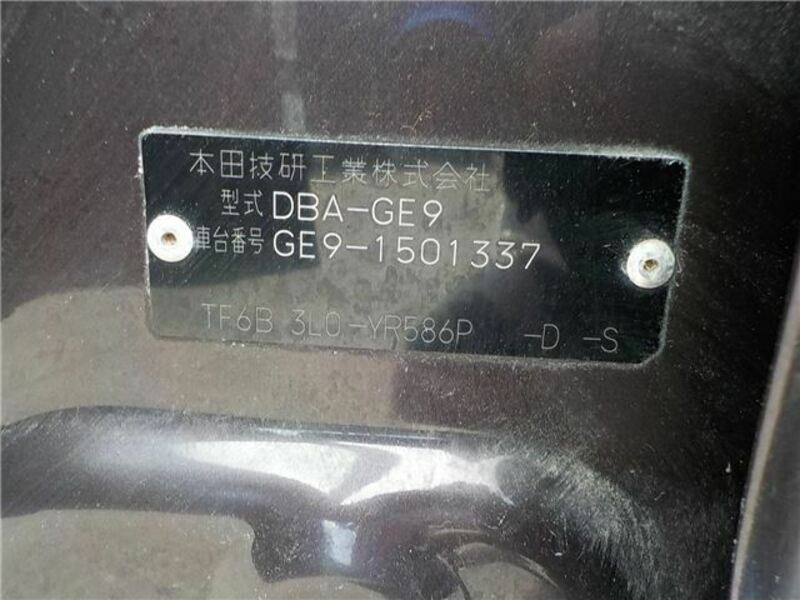 本田技研工業株式会社
型式 DBA-GE9
車台番号 GE9-1501337
TF6B 3L0-YR586P -D -S